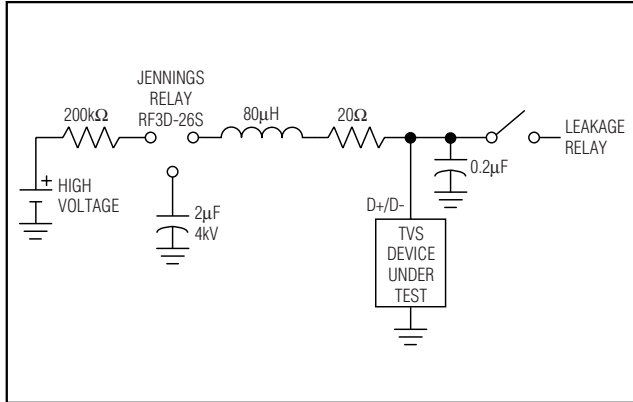 JENNINGS
RELAY
RF3D-26S
200kΩ
80μH
20Ω
LEAKAGE
RELAY
0.2μF
+
HIGH
VOLTAGE
2μF
4kV
D+/D-
TVS
DEVICE
UNDER
TEST